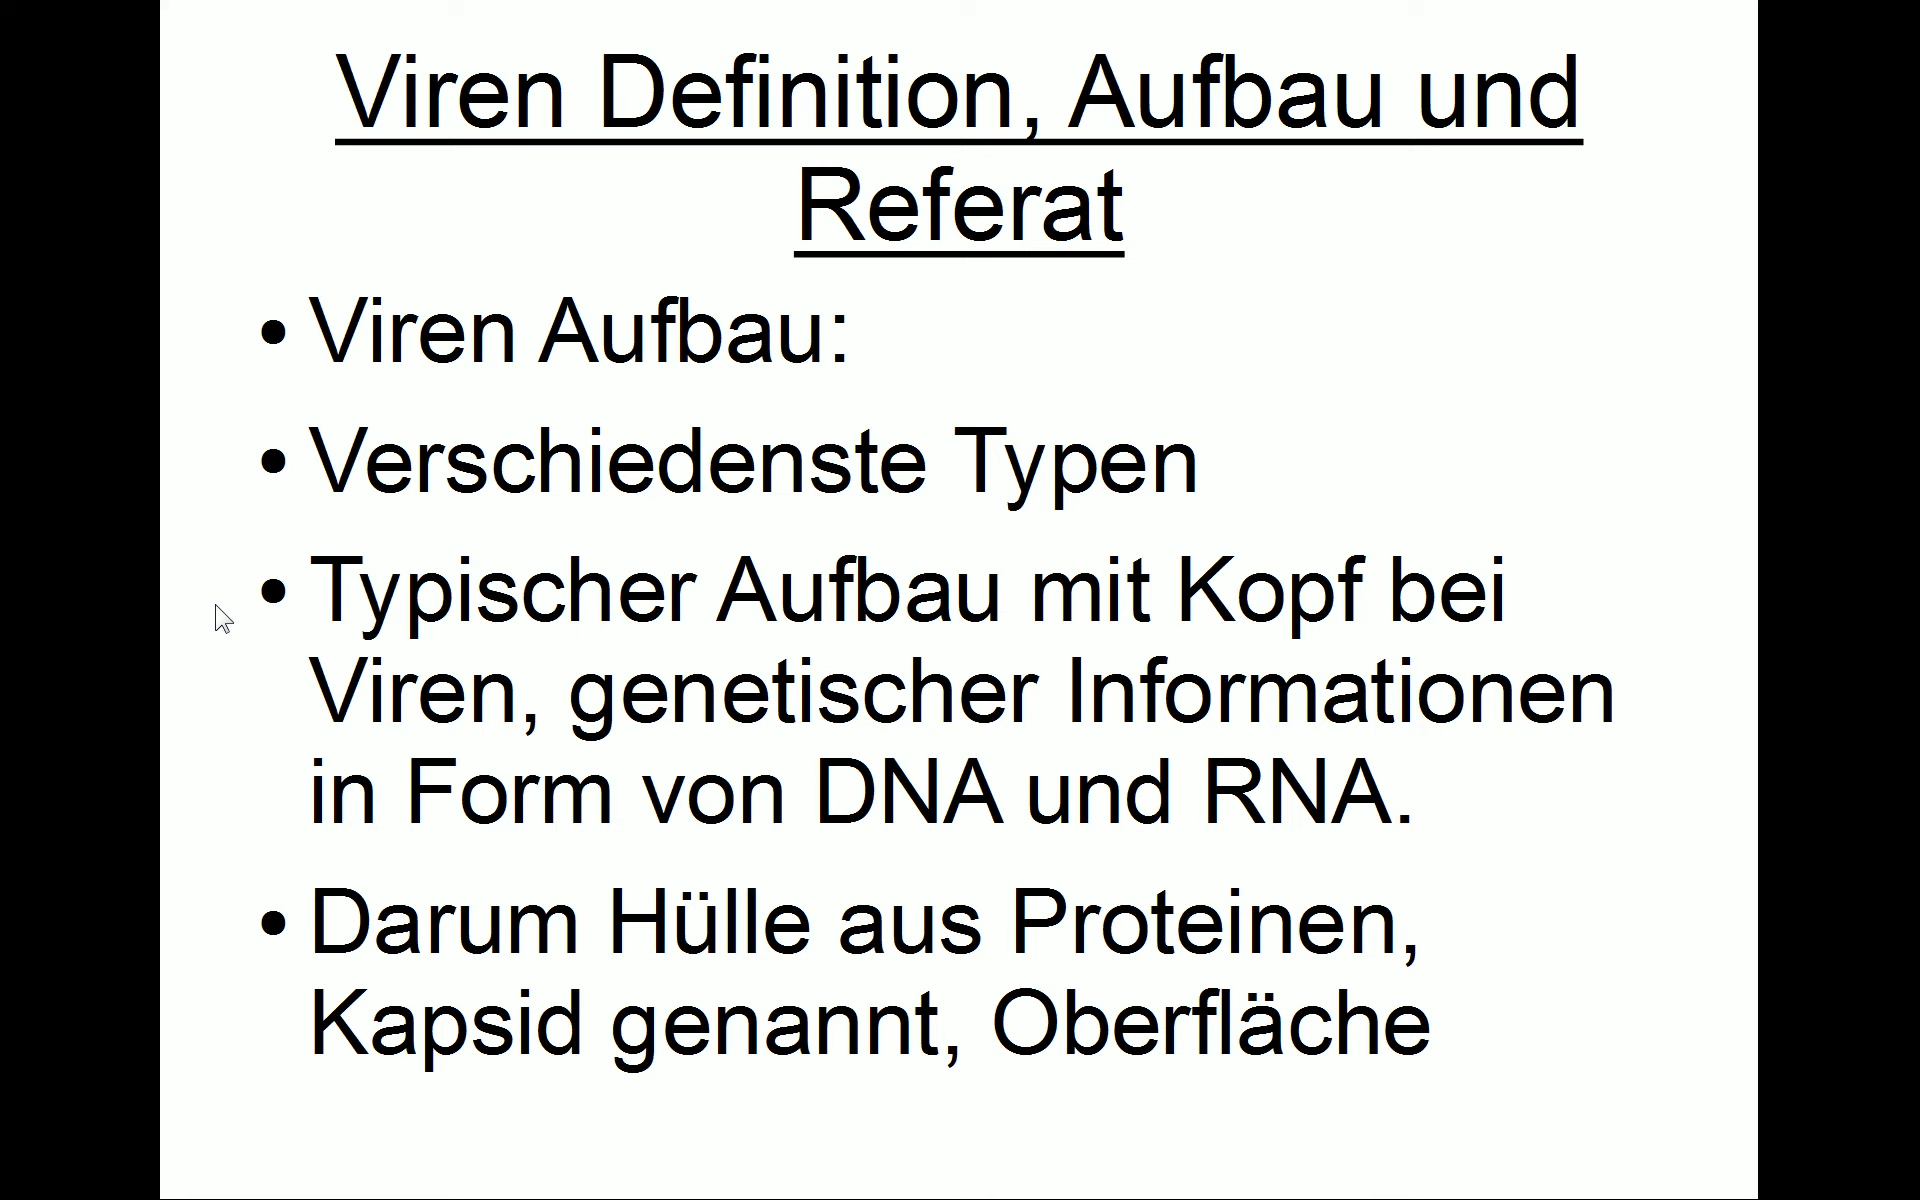 Viren Definition, Aufbau und
Referat
• Viren Aufbau:
• Verschiedenste Typen
• Typischer Aufbau mit Kopf bei
Viren, genetischer Informationen
in Form von DNA und RNA.
• Darum Hülle aus Proteinen,
Kapsid genannt, Oberfläche